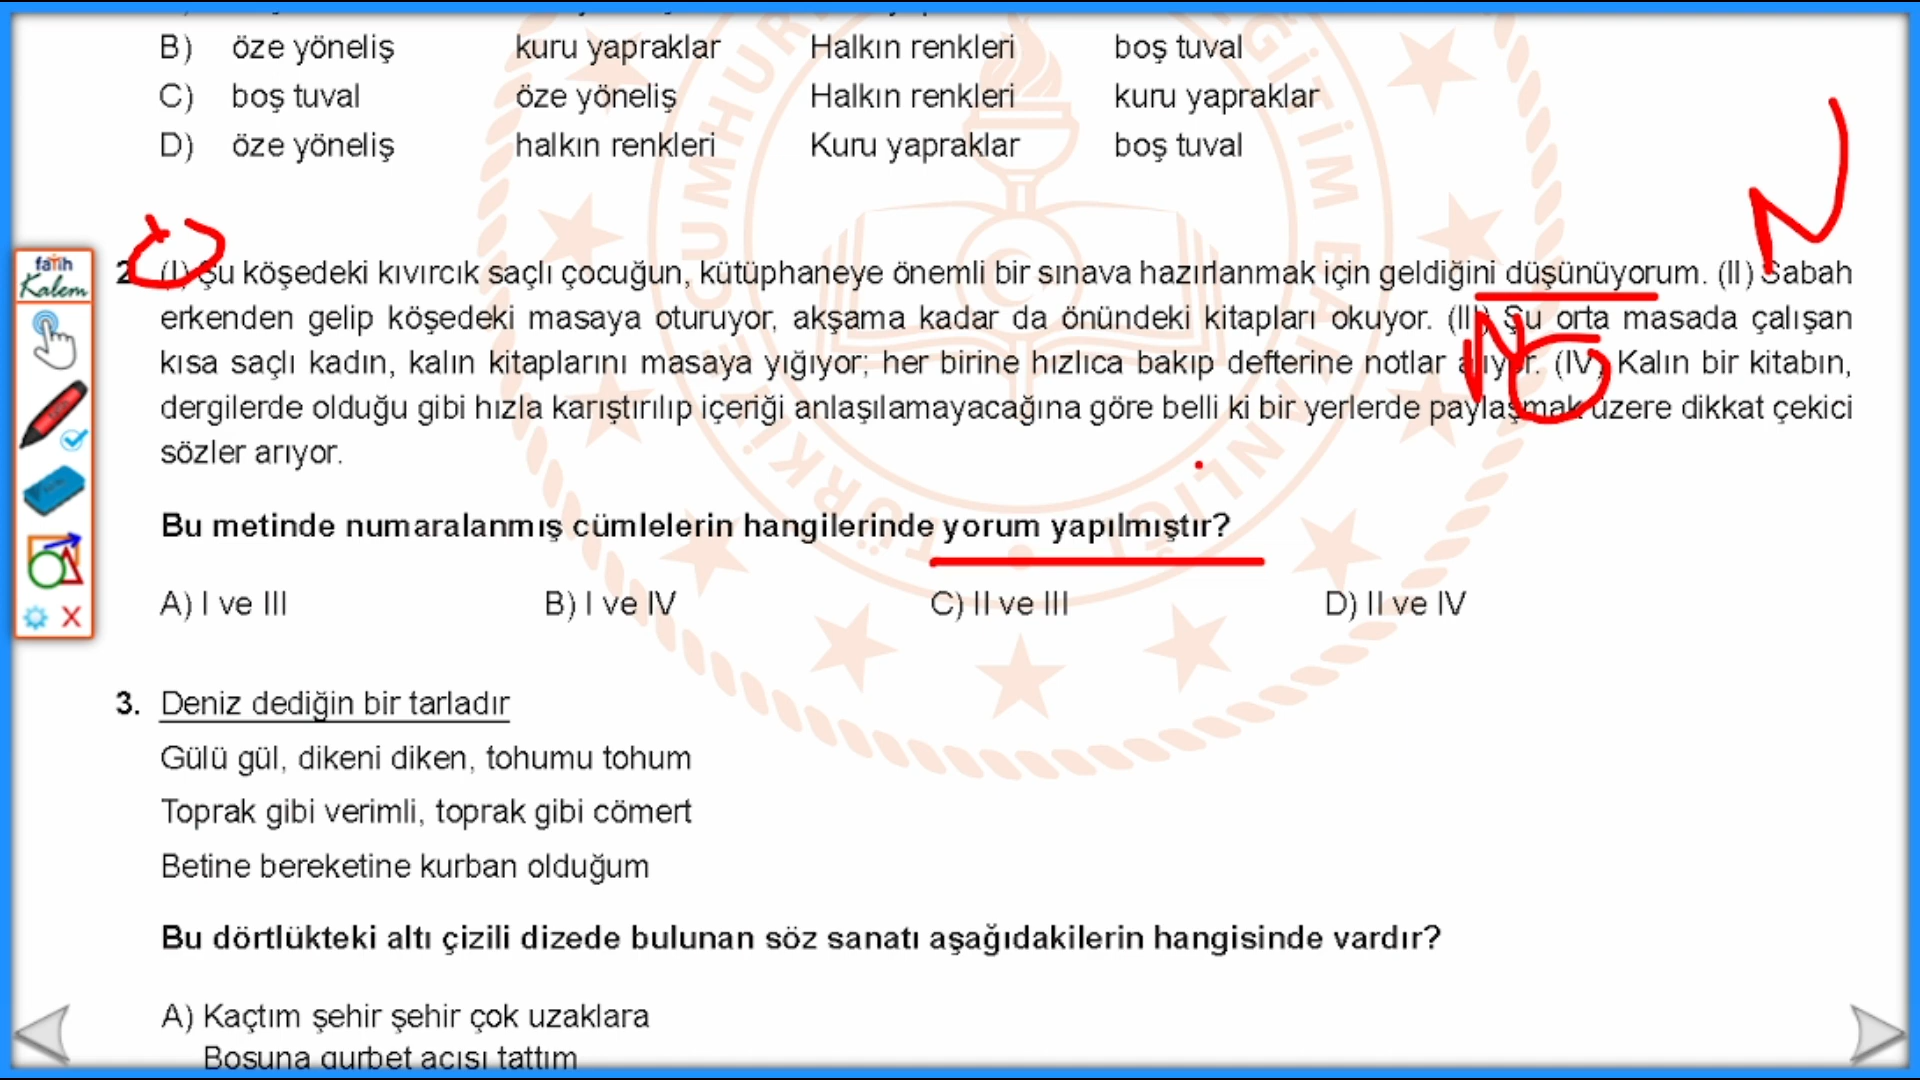 B) öze yöneliş kuru yapraklar Halkın renkleri boş tuval
C) boş tuval öze yöneliş Halkın renkleri kuru yapraklar
D) öze yöneliş halkın renkleri Kuru yapraklar boş tuval
fatih
Kalem
2. (I) Şu köşedeki kıvırcık saçlı çocuğun, kütüphaneye önemli bir sınava hazırlanmak için geldiğini düşünüyorum. (II) Sabah
erkenden gelip köşedeki masaya oturuyor, akşama kadar da önündeki kitapları okuyor. (III) Şu orta masada çalışan
kısa saçlı kadın, kalın kitaplarını masaya yığıyor; her birine hızlıca bakıp defterine notlar alıyor. (IV) Kalın bir kitabın,
dergilerde olduğu gibi hızla karıştırılıp içeriği anlaşılamayacağına göre belli ki bir yerlerde paylaşmak üzere dikkat çekici
sözler arıyor.
Bu metinde numaralanmış cümlelerin hangilerinde yorum yapılmıştır?
A) I ve III B) I ve IV C) II ve III D) II ve IV
3. Deniz dediğin bir tarladır
Gülü gül, dikeni diken, tohumu tohum
Toprak gibi verimli, toprak gibi cömert
Betine bereketine kurban olduğum
Bu dörtlükteki altı çizili dizede bulunan söz sanatı aşağıdakilerin hangisinde vardır?
A) Kaçtım şehir şehir çok uzaklara
Boşuna gurbet acısı tattım